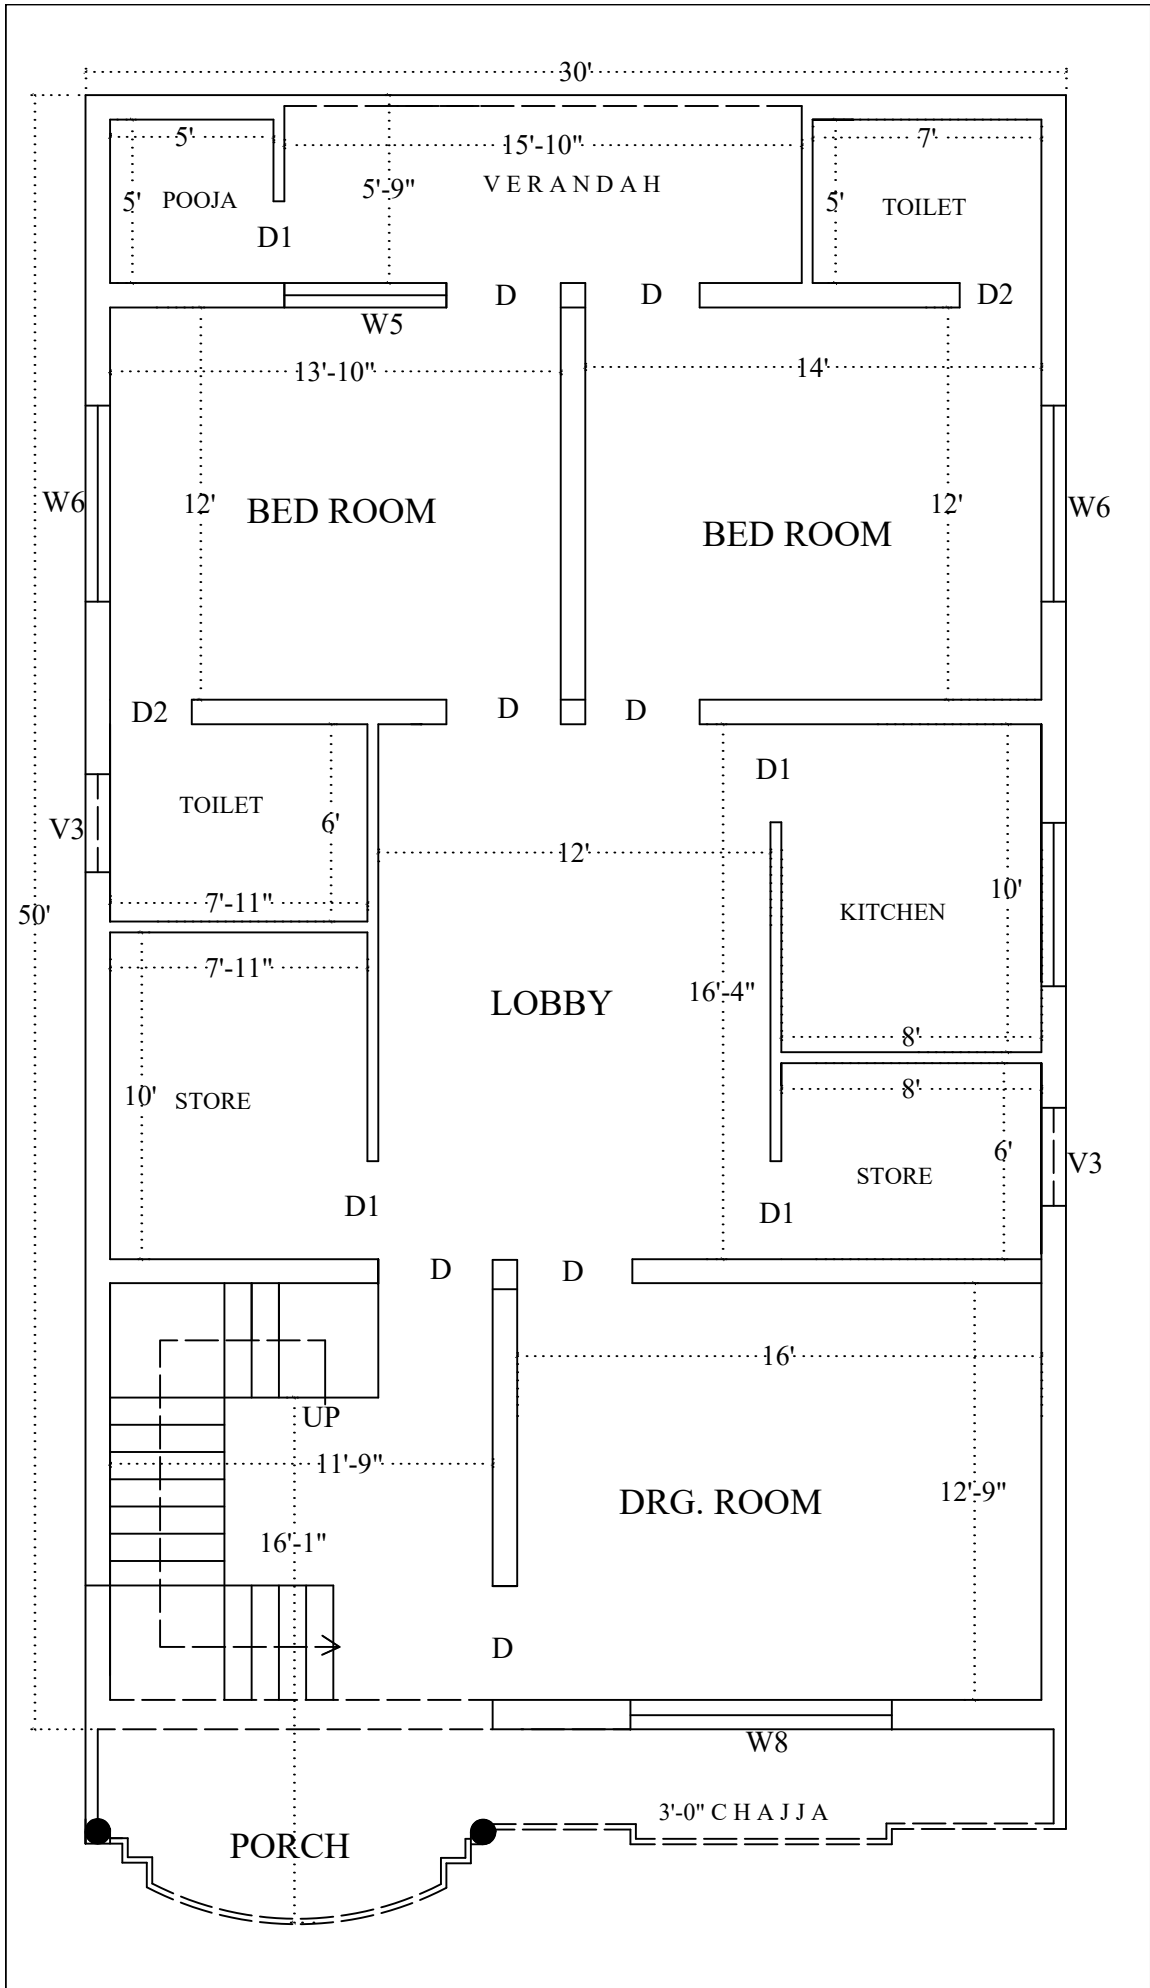 30'
5'
15'-10"
7'
5'
POOJA
5'-9"
V E R A N D A H
5'
TOILET
D1
D
D
D2
W5
13'-10"
14'
W6
12'
BED ROOM
12'
W6
BED ROOM
D2
D
D
D1
TOILET
6'
V3
12'
10'
7'-11"
KITCHEN
50'
7'-11"
LOBBY
16'-4"
8'
10'
STORE
8'
6'
V3
STORE
D1
D1
D
D
16'
UP
11'-9"
12'-9"
DRG. ROOM
16'-1"
D
W8
3'-0" C H A J J A
PORCH